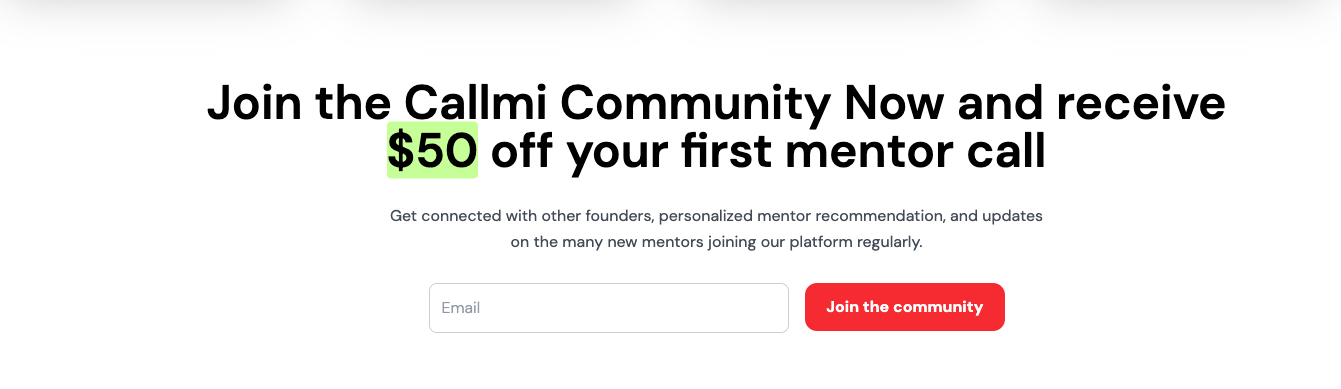 Join the Callmi Community Now and receive
$50 off your first mentor call
Get connected with other founders, personalized mentor recommendation, and updates
on the many new mentors joining our platform regularly.
Email
Join the community